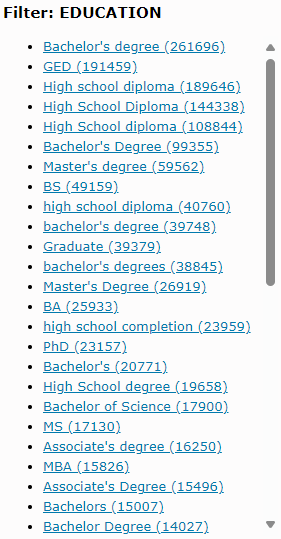 Filter: EDUCATION
Bachelor's degree (261696)
GED (191459)
High school diploma (189646)
High School Diploma (144338)
High School diploma (108844)
Bachelor's Degree (99355)
Master's degree (59562)
BS (49159)
high school diploma (40760)
bachelor's degree (39748)
Graduate (39379)
bachelor's degrees (38845)
Master's Degree (26919)
BA (25933)
high school completion (23959)
PhD (23157)
Bachelor's (20771)
High School degree (19658)
Bachelor of Science (17900)
MS (17130)
Associate's degree (16250)
MBA (15826)
Associate's Degree (15496)
Bachelors (15007)
Bachelor Degree (14027)